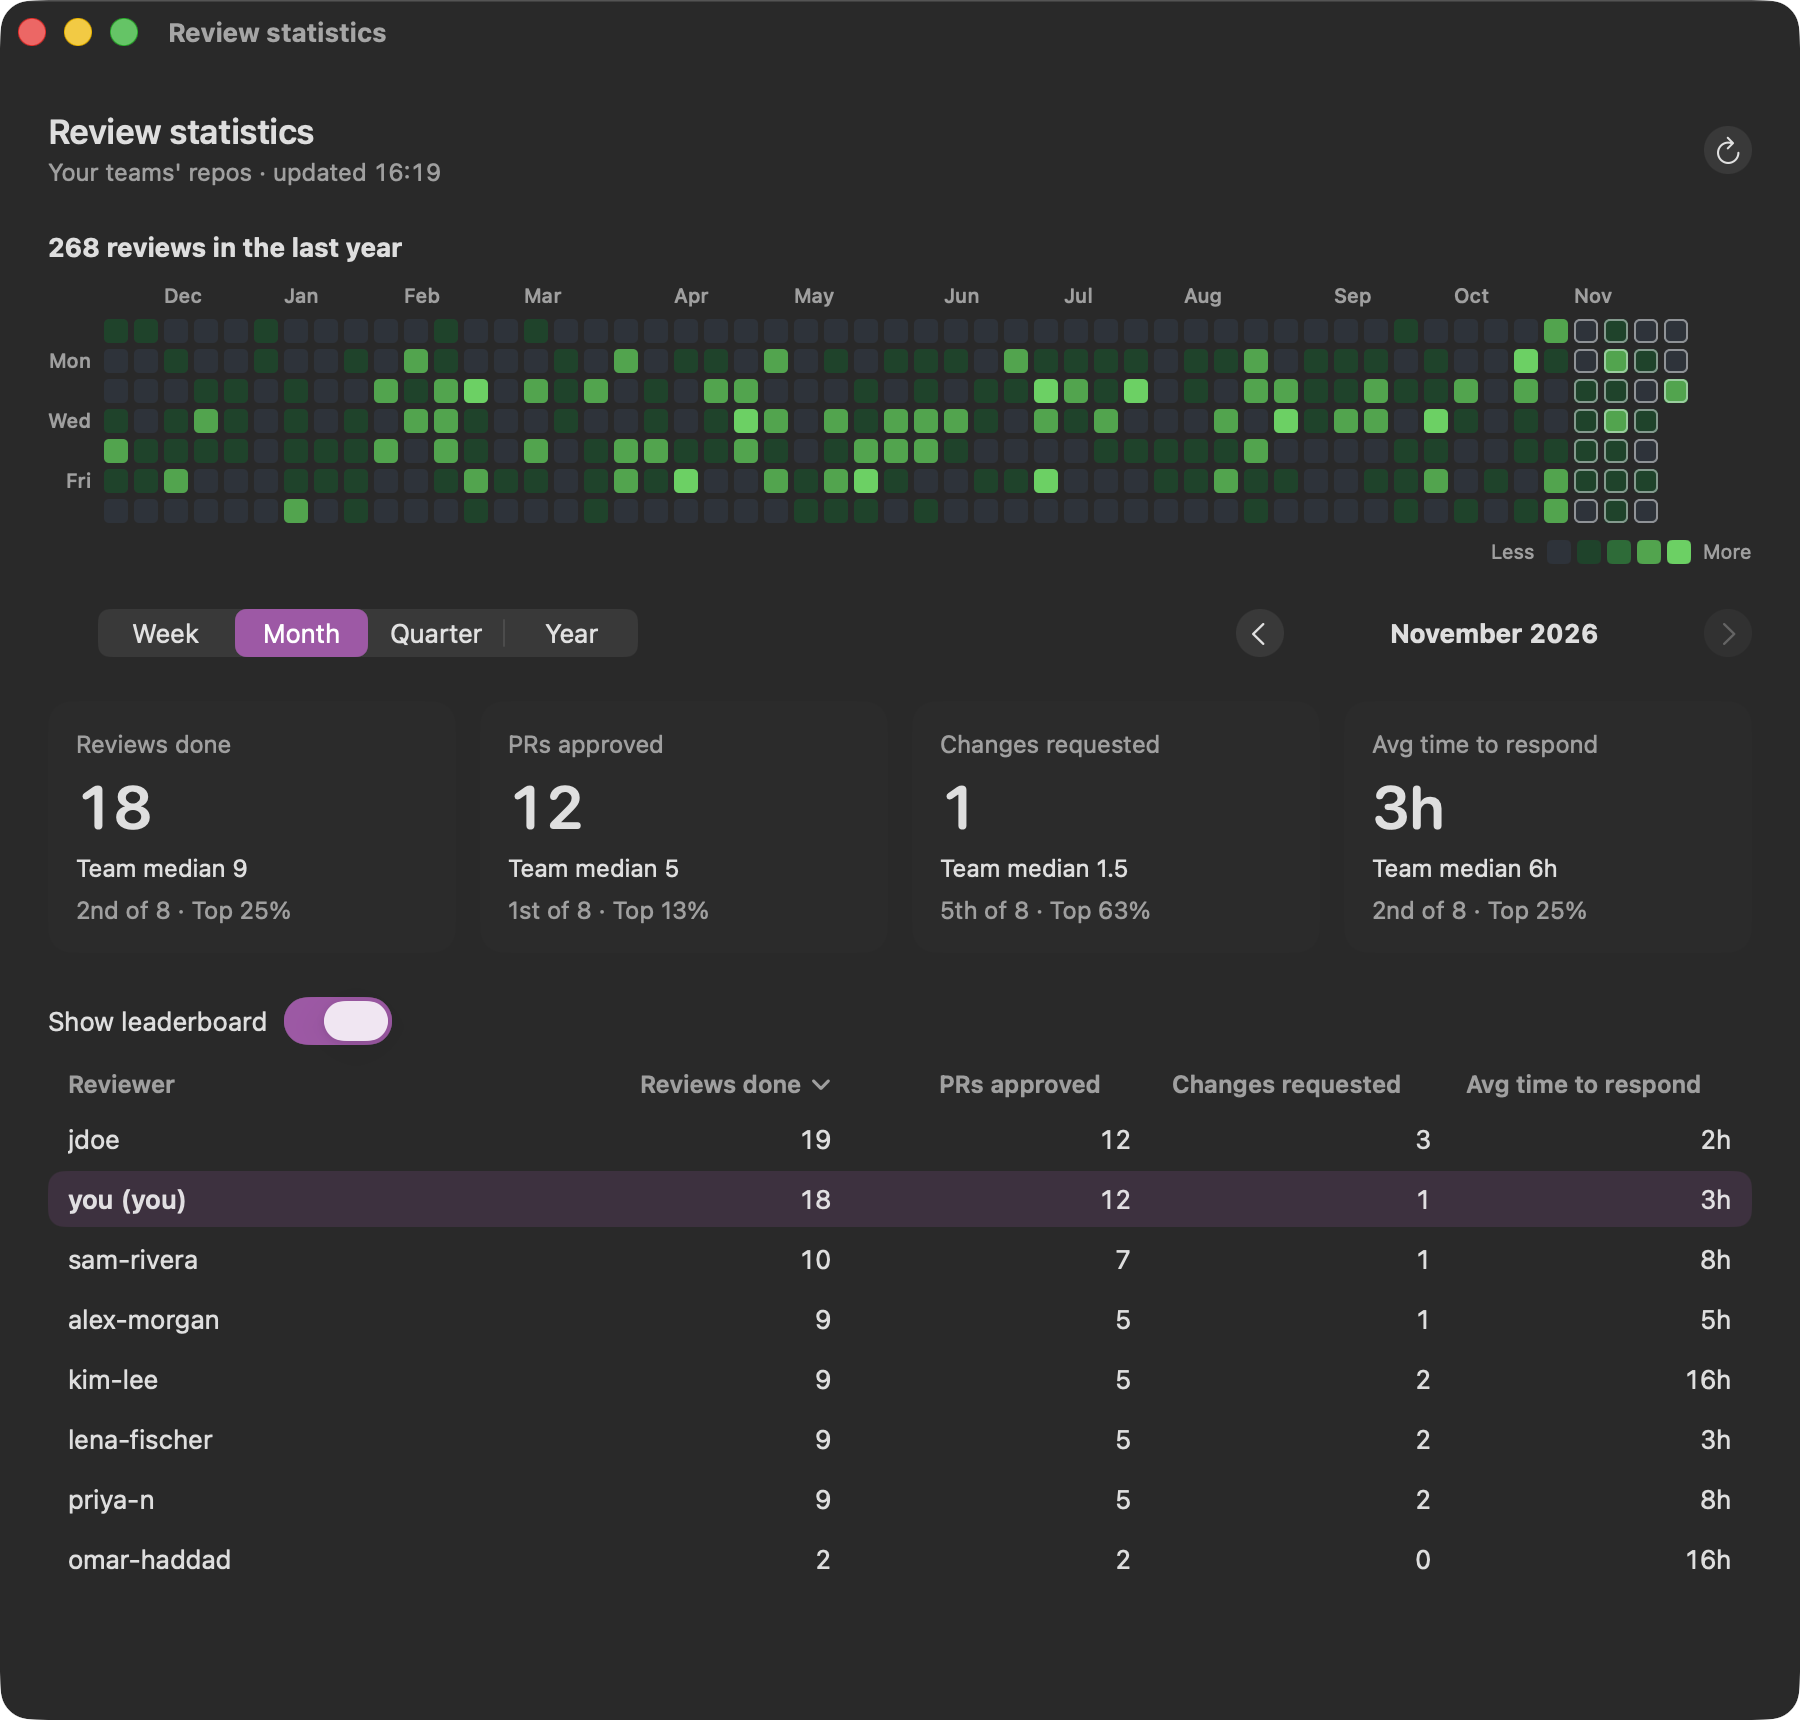 Review statistics
Review statistics
Your teams' repos · updated 16:19
268 reviews in the last year
Dec Jan Feb Mar Apr May Jun Jul Aug Sep Oct Nov
Mon
Wed
Fri
Less More
Week Month Quarter Year
November 2026
Reviews done
18
Team median 9
2nd of 8 · Top 25%
PRs approved
12
Team median 5
1st of 8 · Top 13%
Changes requested
1
Team median 1.5
5th of 8 · Top 63%
Avg time to respond
3h
Team median 6h
2nd of 8 · Top 25%
Show leaderboard
Reviewer Reviews done PRs approved Changes requested Avg time to respond
jdoe 19 12 3 2h
you (you) 18 12 1 3h
sam-rivera 10 7 1 8h
alex-morgan 9 5 1 5h
kim-lee 9 5 2 16h
lena-fischer 9 5 2 3h
priya-n 9 5 2 8h
omar-haddad 2 2 0 16h